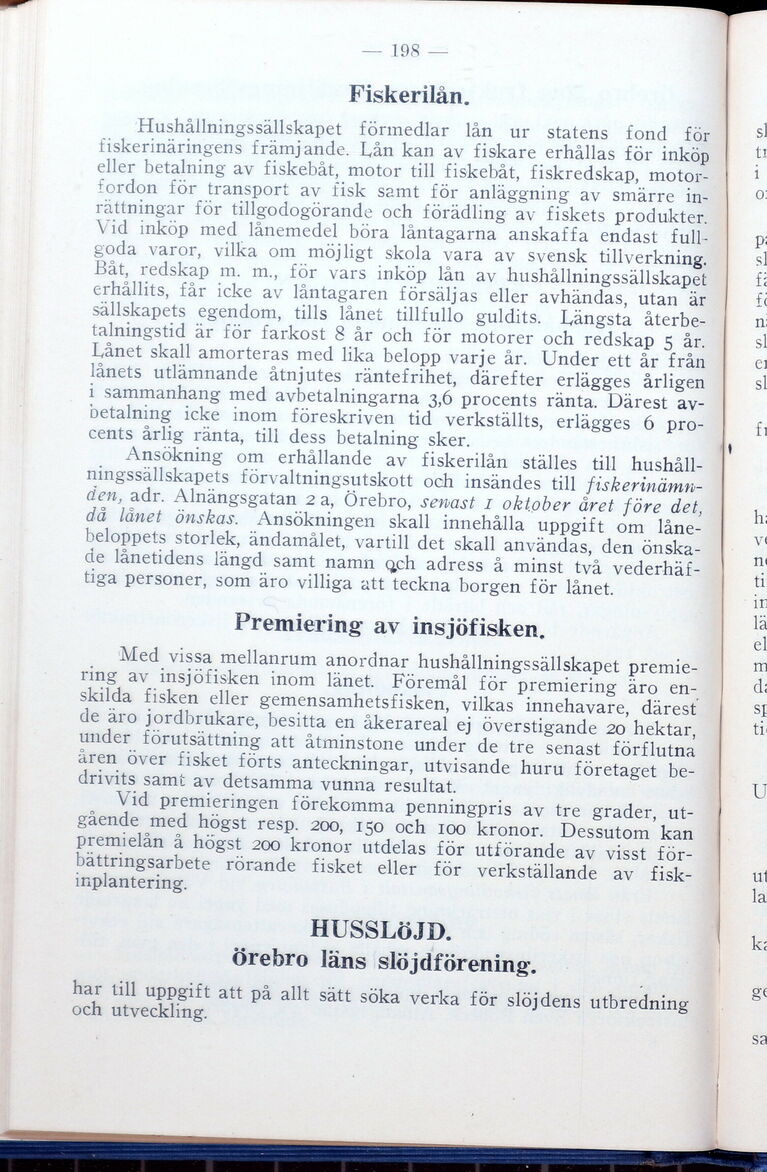 — 198 —
Fiskerilån.
Hushållningssällskapet förmedlar lån ur statens fond för
fiskerinäringens främjande. Lån kan av fiskare erhållas för inköp
eller betalning av fiskebåt, motor till fiskebåt, fiskredskap, motor-
fordon för transport av fisk samt för anläggning av smärre in-
rättningar för tillgodogörande och förädling av fiskets produkter.
Vid inköp med lånemedel böra låntagarna anskaffa endast full-
goda varor, vilka om möjligt skola vara av svensk tillverkning.
Båt, redskap m. m., för vars inköp lån av hushållningssällskapet
erhållits, får icke av låntagaren försäljas eller avhändas, utan är
sällskapets egendom, tills lånet tillfullo guldits. Längsta återbe-
talningstid är för farkost 8 år och för motorer och redskap 5 år.
Lånet skall amorteras med lika belopp varje år. Under ett år från
lånets utlämnande åtnjutes räntefrihet, därefter erlägges årligen
i sammanhang med avbetalningarna 3,6 procents ränta. Därest av-
betalning icke inom föreskriven tid verkställts, erlägges 6 pro-
cents årlig ränta, till dess betalning sker.
Ansökning om erhållande av fiskerilån ställes till hushåll-
ningssällskapets förvaltningsutskott och insändes till fiskerinämn-
den, adr. Alnängsgatan 2 a, Örebro, senast 1 oktober året före det,
då lånet önskas. Ansökningen skall innehålla uppgift om låne-
beloppets storlek, ändamålet, vartill det skall användas, den önska-
de lånetidens längd samt namn och adress å minst två vederhäf-
tiga personer, som äro villiga att teckna borgen för lånet.
Premiering av insjöfisken.
Med vissa mellanrum anordnar hushållningssällskapet premie-
ring av insjöfisken inom länet. Föremål för premiering äro en-
skilda fisken eller gemensamhetsfisken, vilkas innehavare, därest
de äro jordbrukare, besitta en åkerareal ej överstigande 20 hektar,
under förutsättning att åtminstone under de tre senast förflutna
åren över fisket förts anteckningar, utvisande huru företaget be-
drivits samt av detsamma vunna resultat.
Vid premieringen förekomma penningpris av tre grader, ut-
gående med högst resp. 200, 150 och 100 kronor. Dessutom kan
premielån å högst 200 kronor utdelas för utförande av visst för-
bättringsarbete rörande fisket eller för verkställande av fisk-
inplantering.
HUSSLöJD.
örebro läns slöjdförening.
har till uppgift att på allt sätt söka verka för slöjdens utbredning
och utveckling.